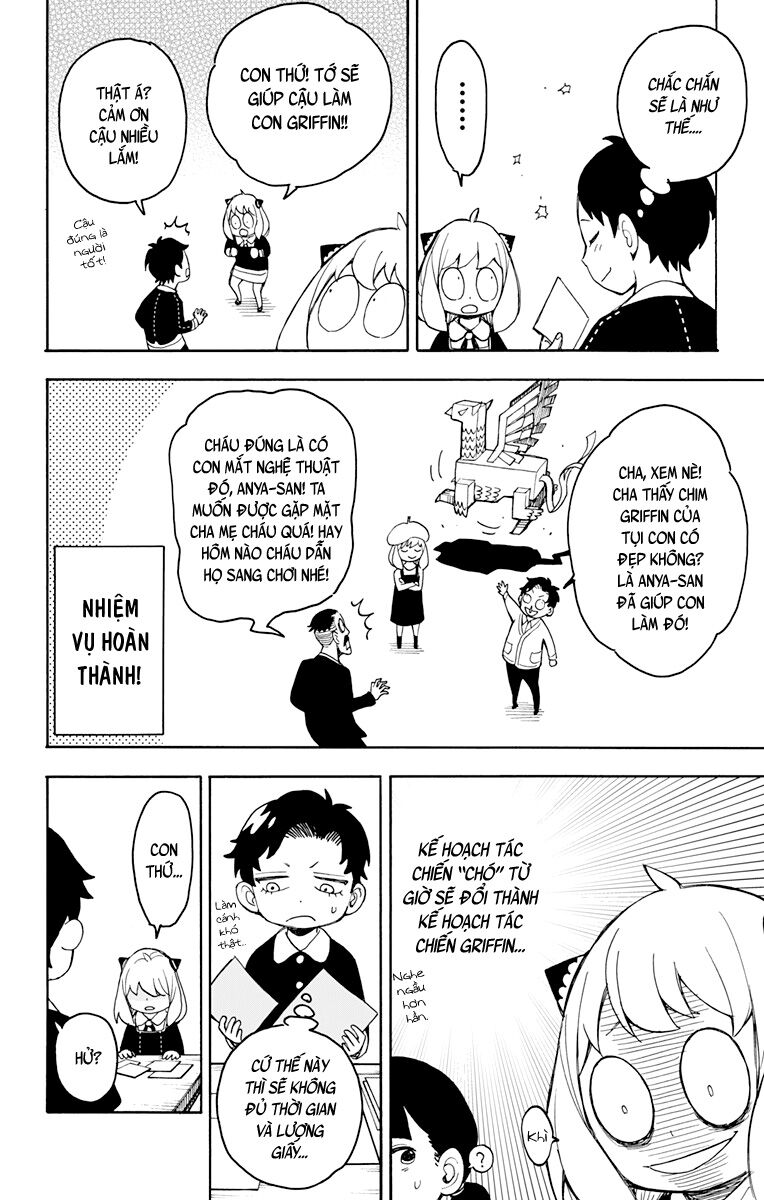 CHẮC CHẮN
SẼ LÀ NHƯ
THẾ....
......
CON THỨ! TỚ SẼ
GIÚP CẬU LÀM
CON GRIFFIN!!
THẬT Á?
CẢM ƠN
CẬU NHIỀU
LẮM!
Cậu
đúng là
người
tốt!
CHA, XEM NÈ!
CHA THẤY CHIM
GRIFFIN CỦA
TỤI CON CÓ
ĐẸP KHÔNG?
LÀ ANYA-SAN
ĐÃ GIÚP CON
LÀM ĐÓ!
CHÁU ĐÚNG LÀ CÓ
CON MẮT NGHỆ THUẬT
ĐÓ, ANYA-SAN! TA
MUỐN ĐƯỢC GẶP MẶT
CHA MẸ CHÁU QUÁ! HAY
HÔM NÀO CHÁU DẪN
HỌ SANG CHƠI NHÉ!
NHIỆM
VỤ HOÀN
THÀNH!
KẾ HOẠCH TÁC
CHIẾN “CHÓ” TỪ
GIỜ SẼ ĐỔI THÀNH
KẾ HOẠCH TÁC
CHIẾN GRIFFIN...
Nghe
ngầu
hơn
hẳn.
Khì
?
Làm
cánh
khó
thật..
CỨ THẾ NÀY
THÌ SẼ KHÔNG
ĐỦ THỜI GIAN
VÀ LƯỢNG
GIẤY...
CON
THỨ...
HỬ?